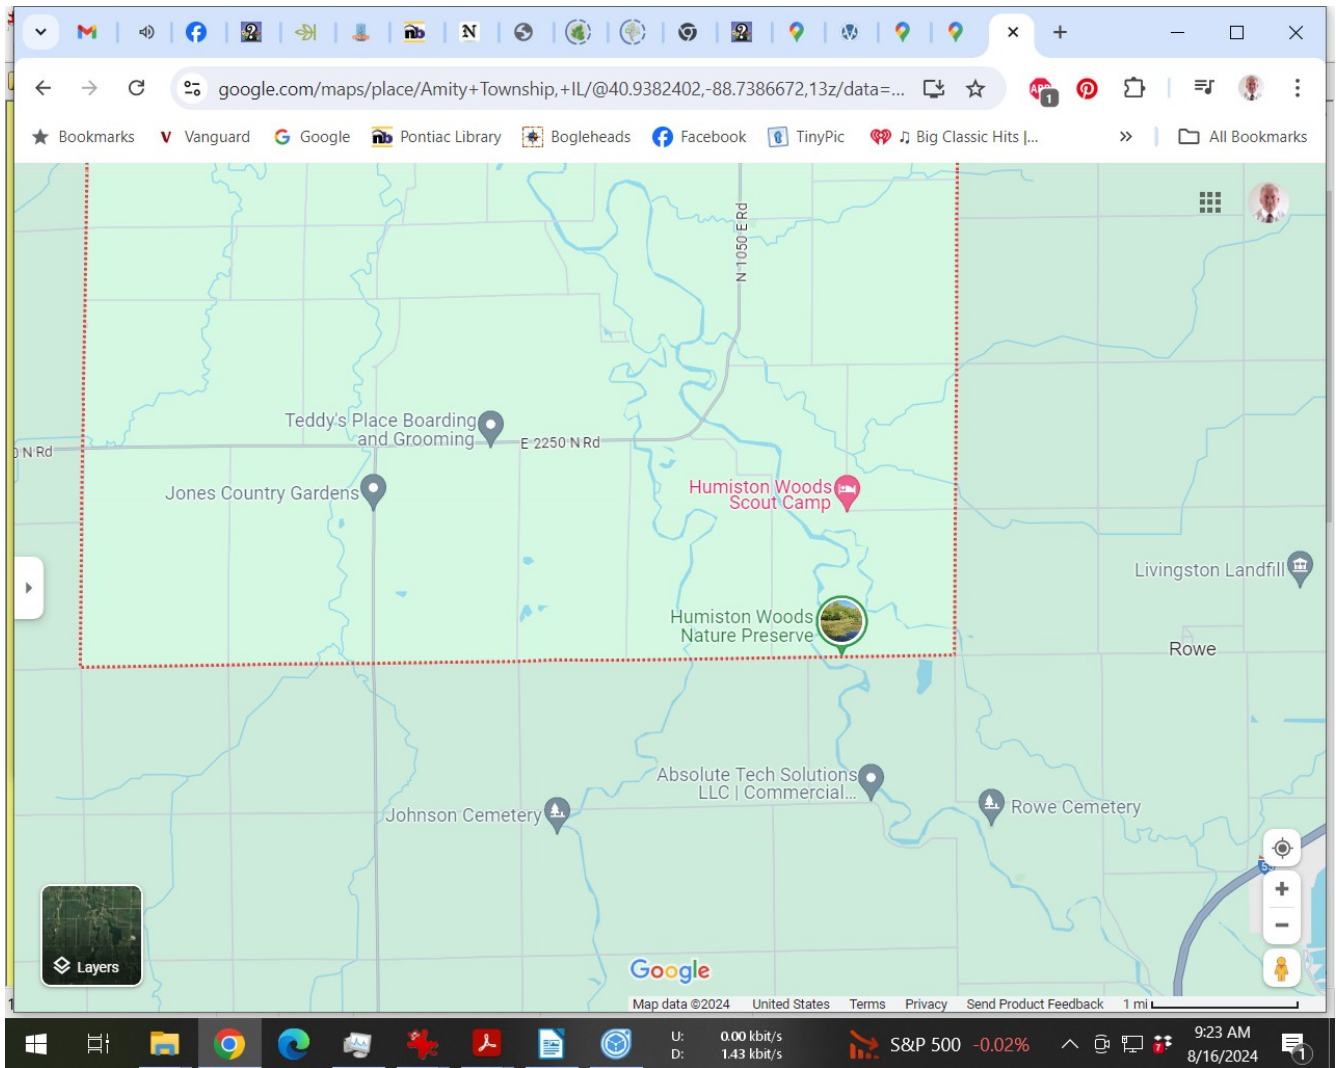 google.com/maps/place/Amity+Township,+IL/@40.9382402,-88.7386672,13z/data=...
1
Bookmarks
Vanguard
Google
Pontiac Library
Bogleheads
Facebook
TinyPic
♫ Big Classic Hits |...
»
All Bookmarks
N 1050 E Rd
Teddy's Place Boarding
and Grooming
E 2250 N Rd
N Rd
Jones Country Gardens
Humiston Woods
Scout Camp
Livingston Landfill
Humiston Woods
Nature Preserve
Rowe
Absolute Tech Solutions
LLC | Commercial...
Johnson Cemetery
Rowe Cemetery
Layers
Google
Map data ©2024 United States Terms Privacy Send Product Feedback 1 mi
U: 0.00 kbit/s
D: 1.43 kbit/s
S&P 500 -0.02%
9:23 AM
8/16/2024
1